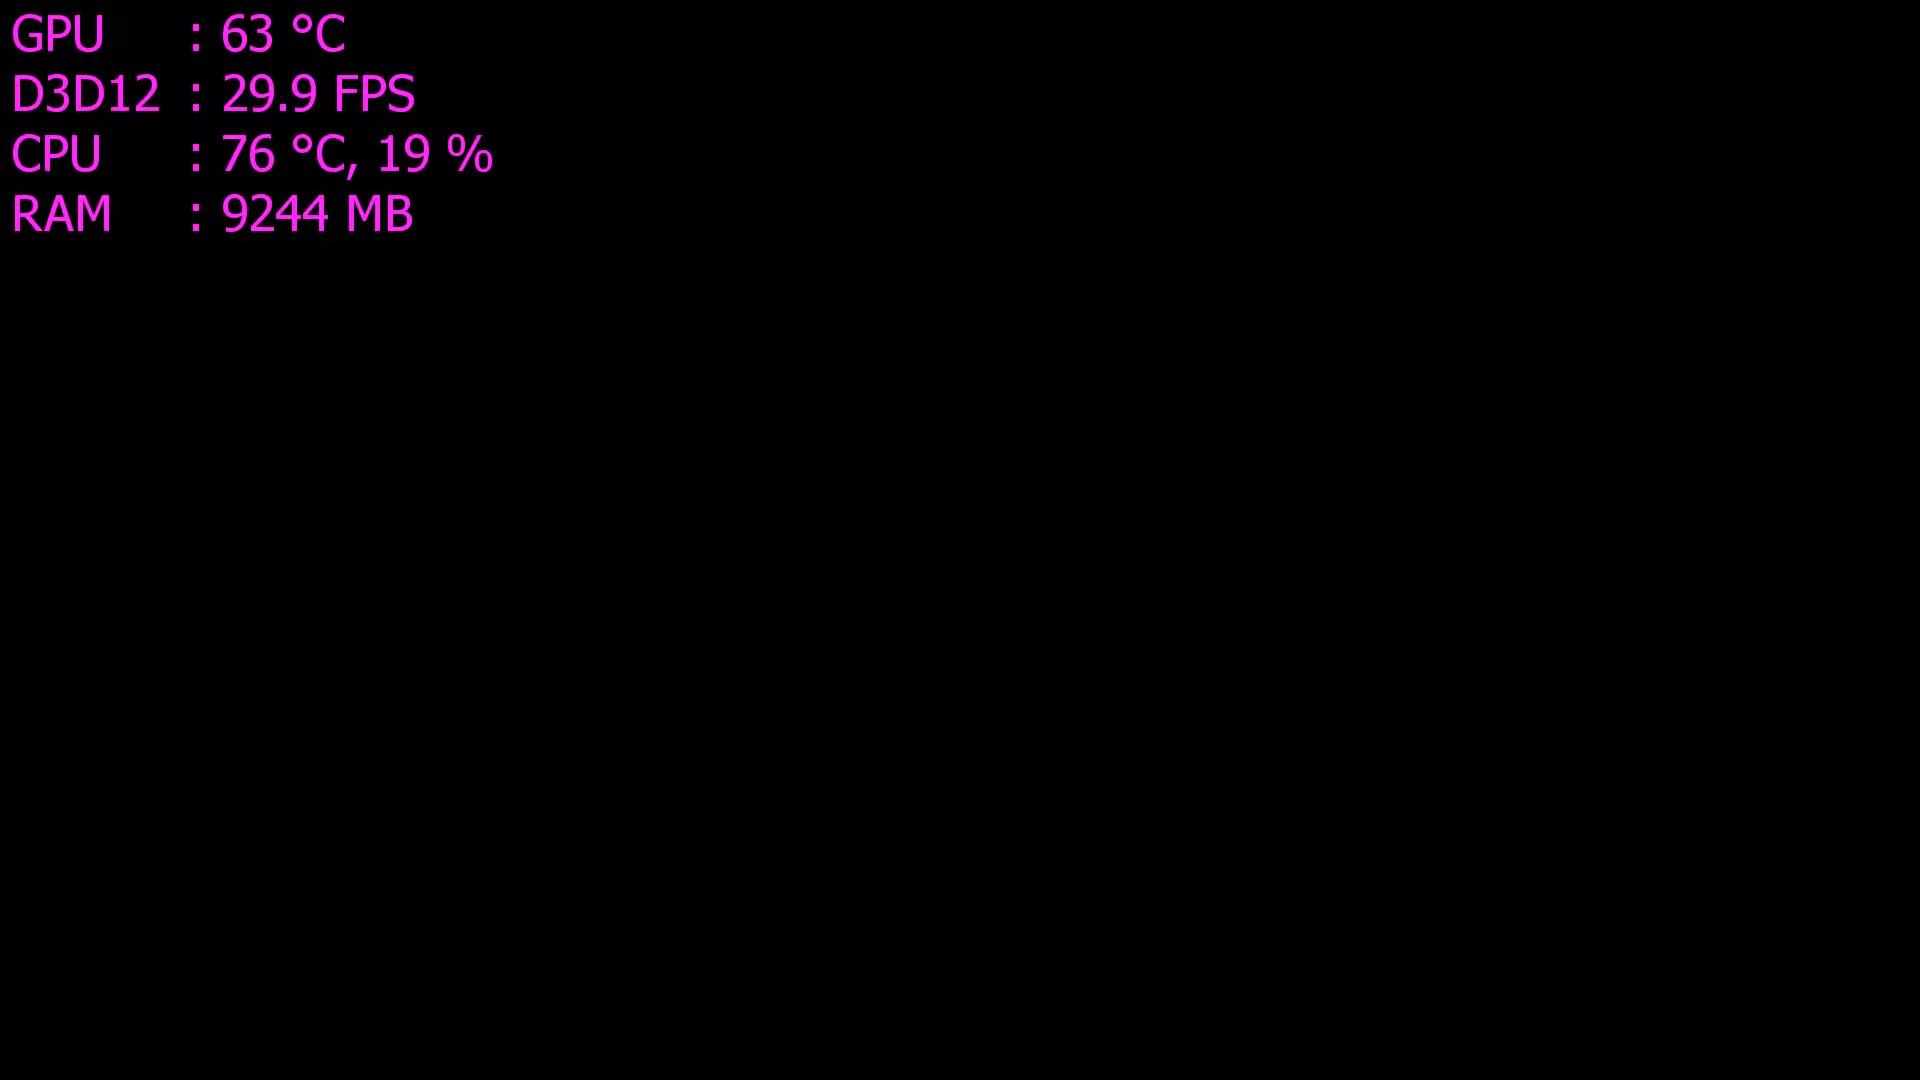 GPU : 63 °C
D3D12 : 29.9 FPS
CPU : 76 °C, 19 %
RAM : 9244 MB